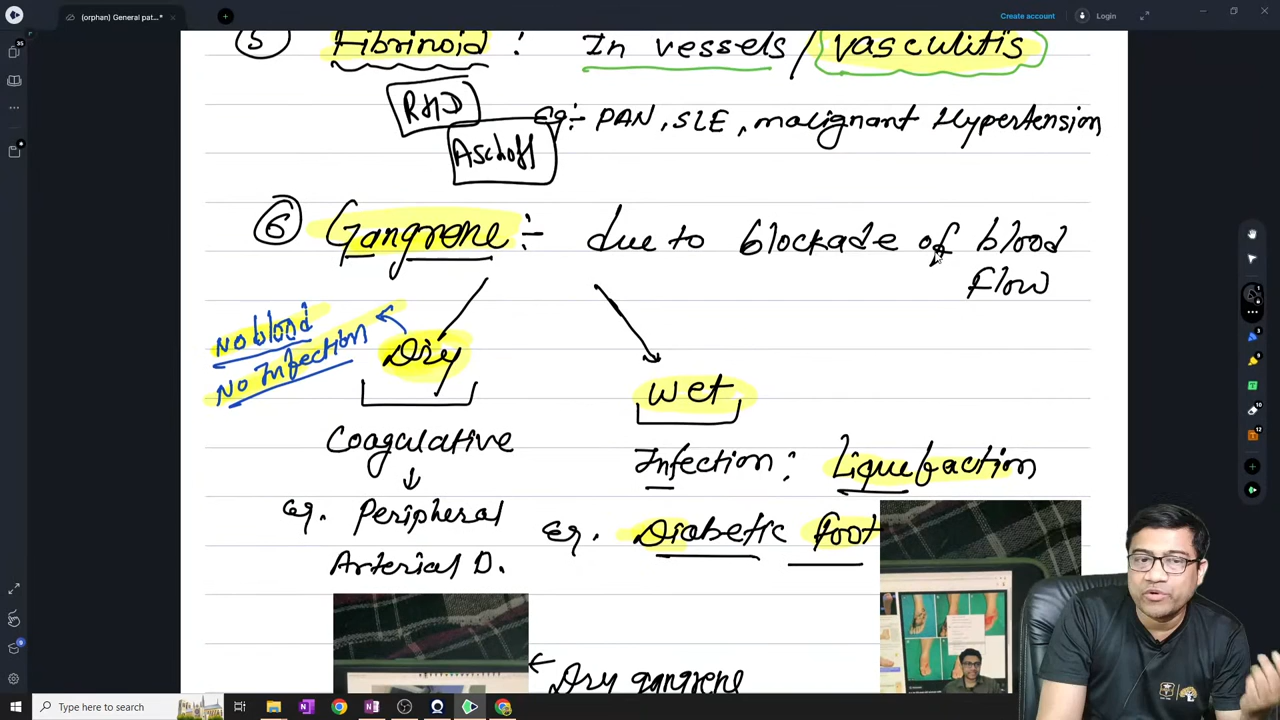 (orphan) General pat...*
Create account
Login
35
5 Fibrinoid : In vessels / vasculitis
RHD
Eg:- PAN, SLE, malignant Hypertension
Aschoff
6 Gangrene :- due to blockade of blood
flow
No blood
No Infection
Dry
Wet
Coagulative
Infection : Liquefaction
eg. Peripheral
Arterial D.
eg. Diabetic foot
Dry gangrene
Type here to search